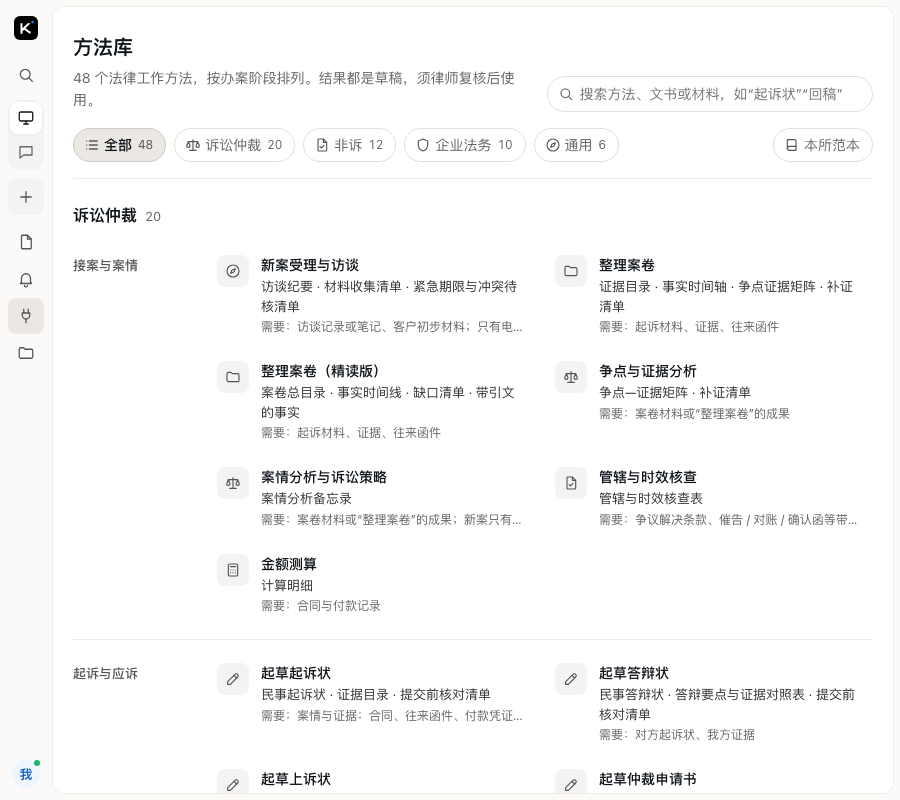 方法库
48 个法律工作方法，按办案阶段排列。结果都是草稿，须律师复核后使
用。
搜索方法、文书或材料，如“起诉状”“回稿”
全部 48
诉讼仲裁 20
非诉 12
企业法务 10
通用 6
本所范本
诉讼仲裁 20
接案与案情
新案受理与访谈
访谈纪要 · 材料收集清单 · 紧急期限与冲突待
核清单
需要：访谈记录或笔记、客户初步材料；只有电...
整理案卷
证据目录 · 事实时间轴 · 争点证据矩阵 · 补证
清单
需要：起诉材料、证据、往来函件
整理案卷（精读版）
案卷总目录 · 事实时间线 · 缺口清单 · 带引文
的事实
需要：起诉材料、证据、往来函件
争点与证据分析
争点—证据矩阵 · 补证清单
需要：案卷材料或“整理案卷”的成果
案情分析与诉讼策略
案情分析备忘录
需要：案卷材料或“整理案卷”的成果；新案只有...
管辖与时效核查
管辖与时效核查表
需要：争议解决条款、催告 / 对账 / 确认函等带...
金额测算
计算明细
需要：合同与付款记录
起诉与应诉
起草起诉状
民事起诉状 · 证据目录 · 提交前核对清单
需要：案情与证据：合同、往来函件、付款凭证...
起草答辩状
民事答辩状 · 答辩要点与证据对照表 · 提交前
核对清单
需要：对方起诉状、我方证据
起草上诉状
起草仲裁申请书
我